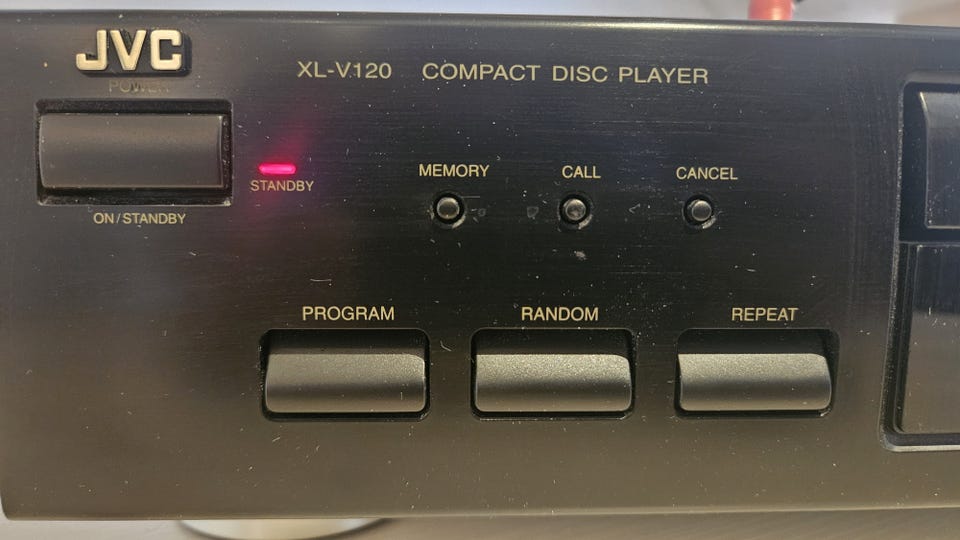 JVC
XL-V120 COMPACT DISC PLAYER
POWER
STANDBY
ON/STANDBY
MEMORY CALL CANCEL
PROGRAM RANDOM REPEAT